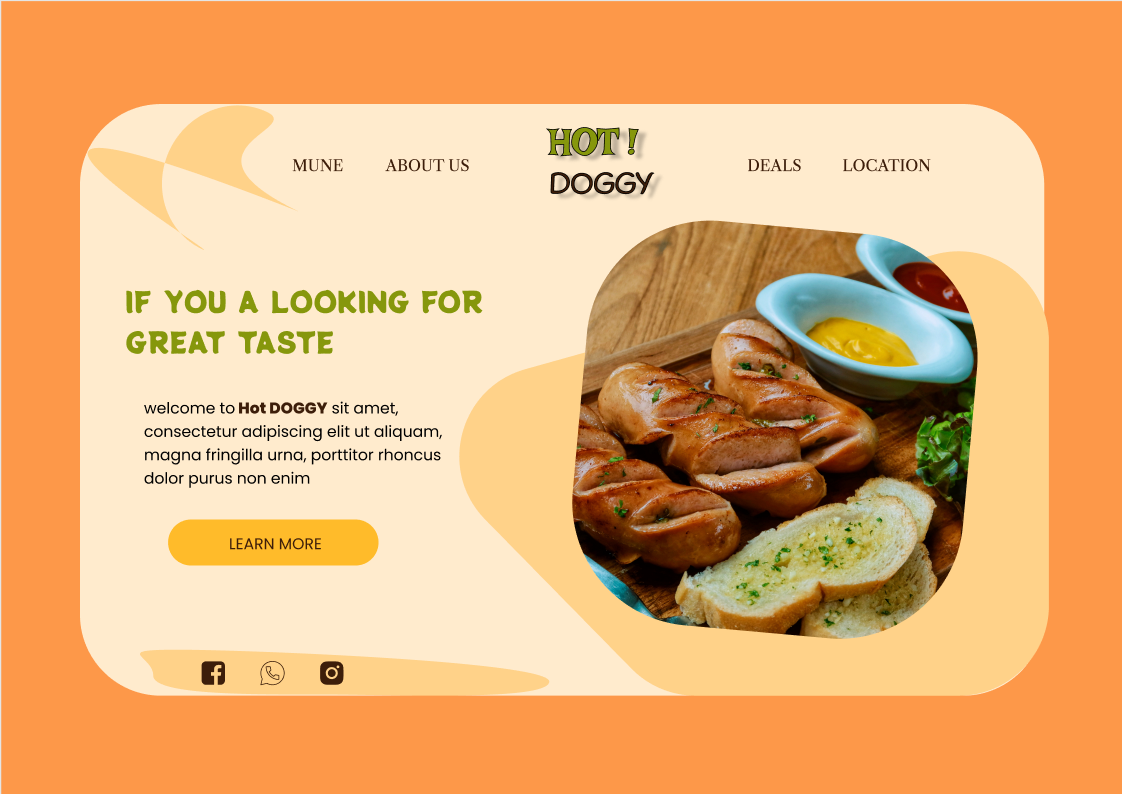 MUNE
ABOUT US
HOT !
DOGGY
DEALS
LOCATION
IF YOU A LOOKING FOR
GREAT TASTE
welcome to Hot DOGGY sit amet,
consectetur adipiscing elit ut aliquam,
magna fringilla urna, porttitor rhoncus
dolor purus non enim
LEARN MORE